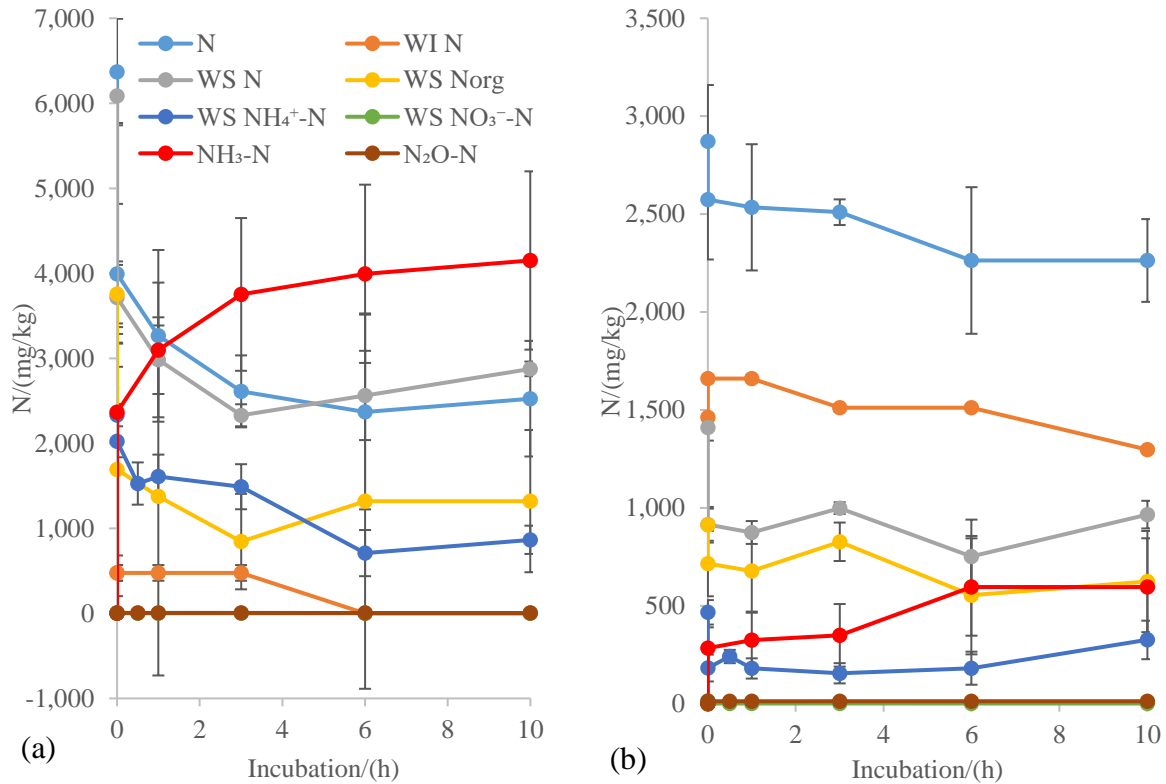 7,000
6,000
5,000
4,000
3,000
2,000
1,000
0
-1,000
N/(mg/kg)
N
WI N
WS N
WS Norg
WS NH₄⁺-N
WS NO₃⁻-N
NH₃-N
N₂O-N
0 2 4 6 8 10
Incubation/(h)
(a)
3,500
3,000
2,500
2,000
1,500
1,000
500
0
N/(mg/kg)
0 2 4 6 8 10
Incubation/(h)
(b)